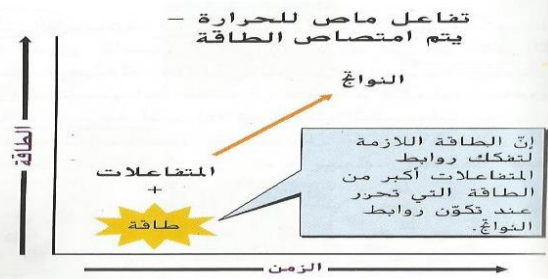 تفاعل ماص للحرارة –
يتم امتصاص الطاقة
النواتج
الطاقة
المتفاعلات
+
طاقة
إنّ الطاقة اللازمة
لتفكك روابط
المتفاعلات أكبر من
الطاقة التي تحرر
عند تكوّن روابط
النواتج.
الزمن